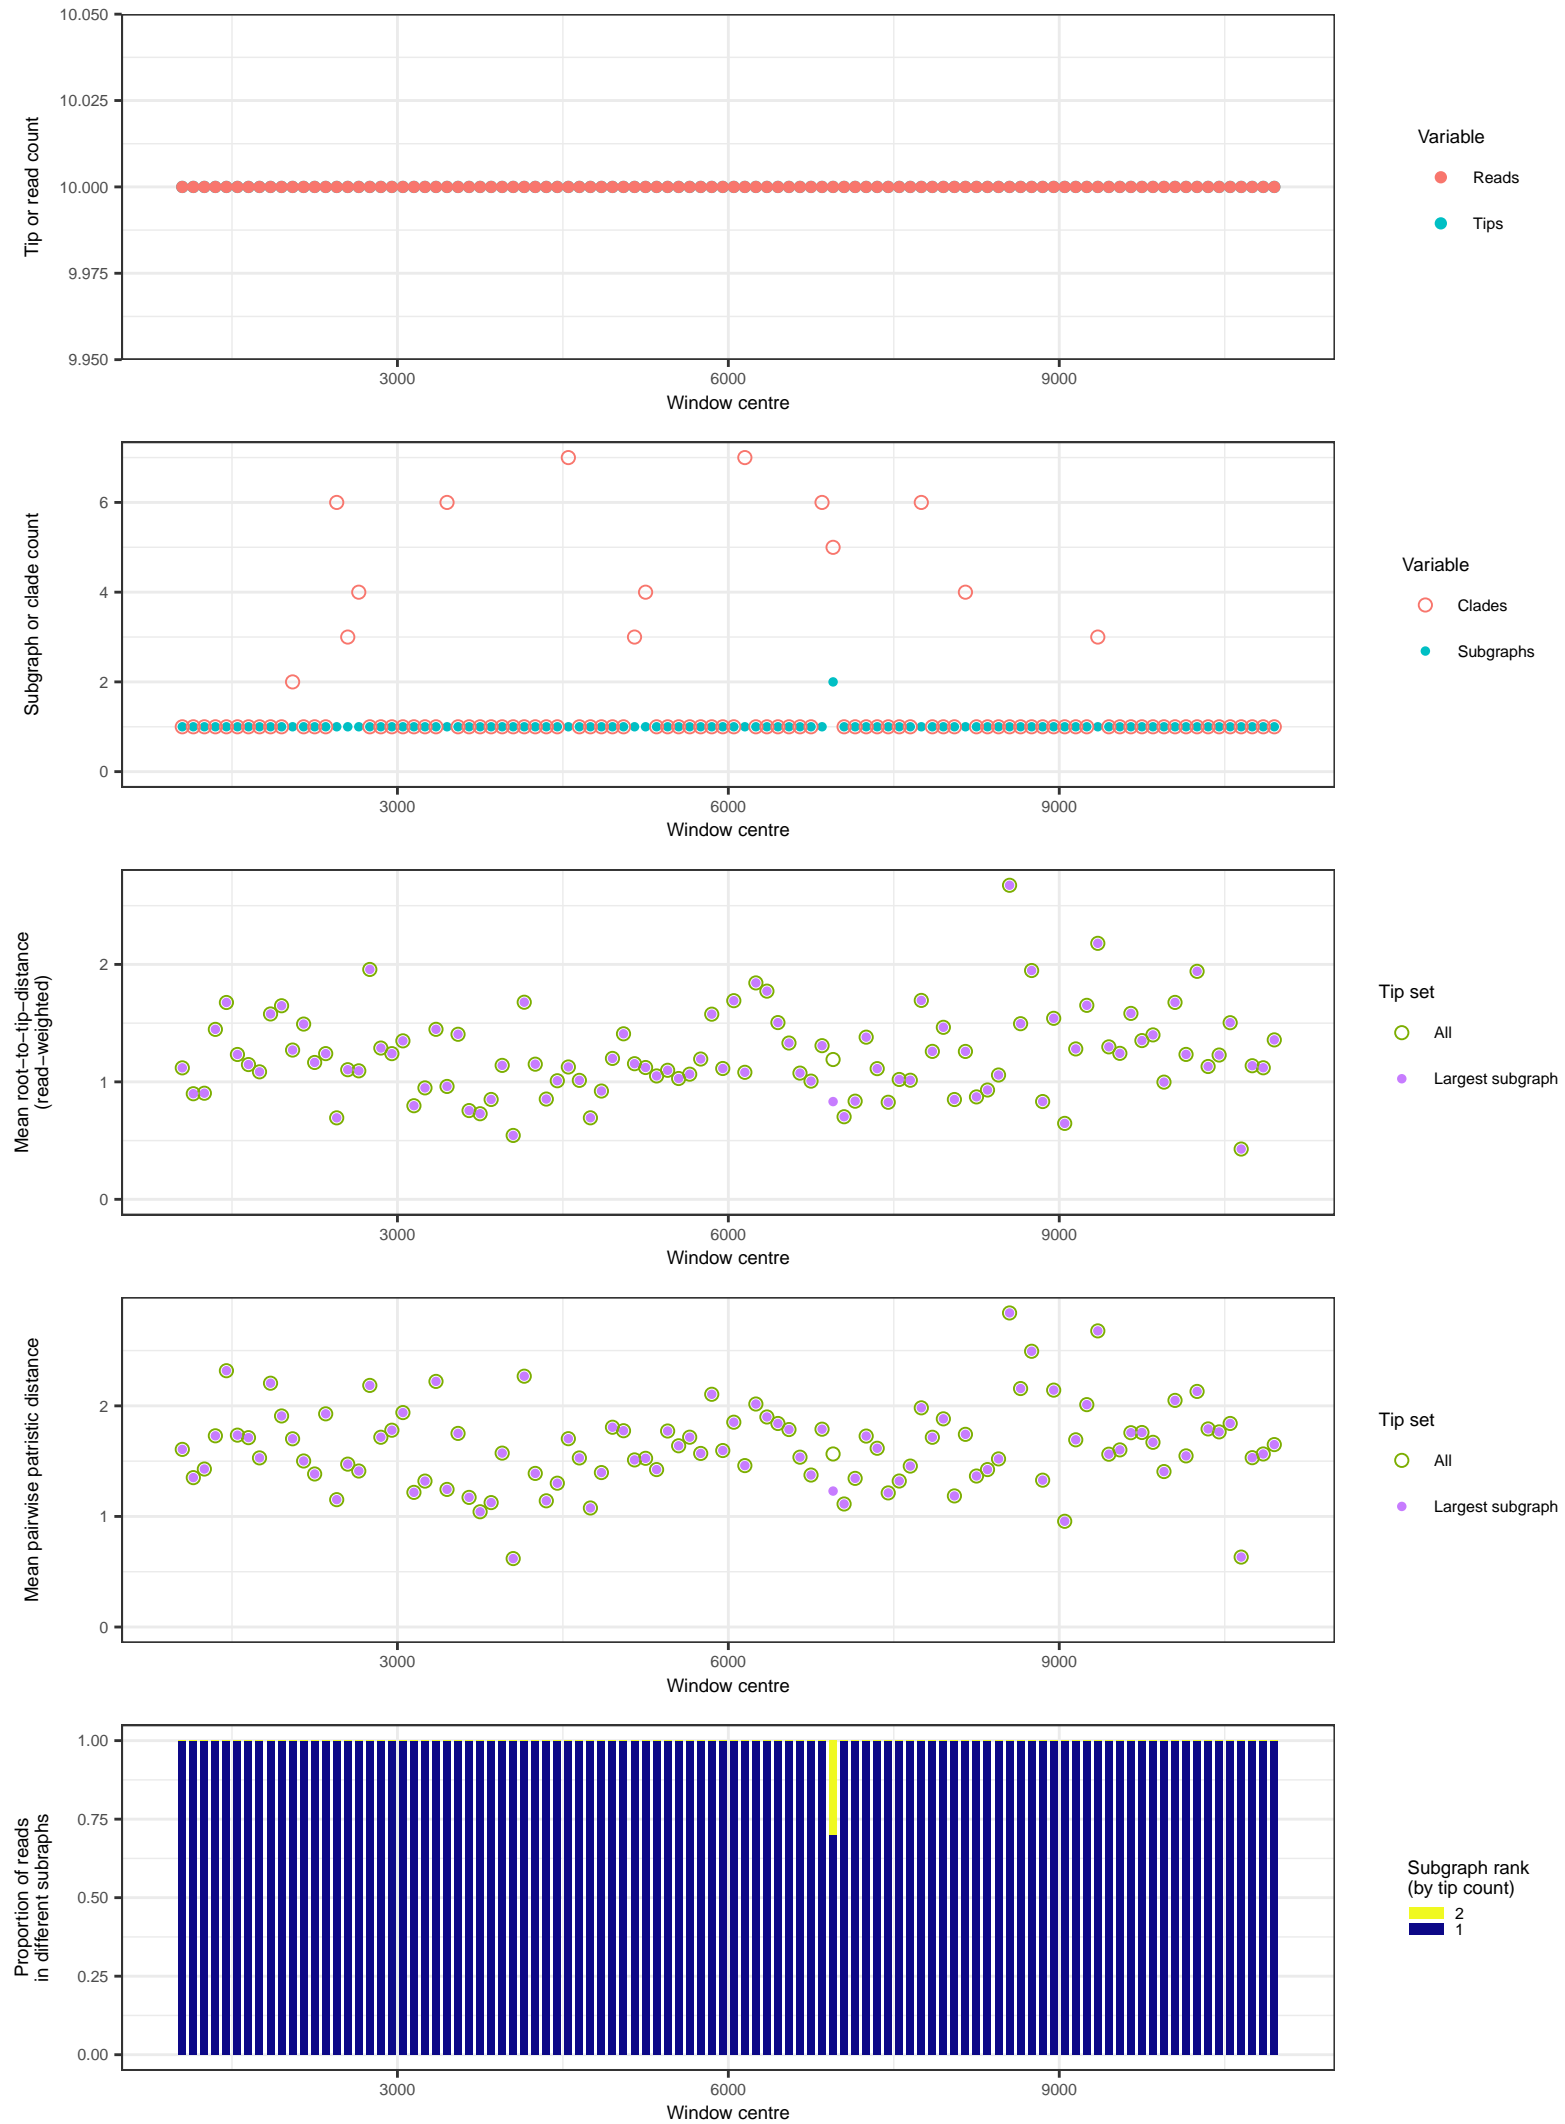 10.050
10.025
10.000
9.975
9.950
Tip or read count
3000 6000 9000
Window centre
Variable
Reads
Tips
6
4
2
0
Subgraph or clade count
3000 6000 9000
Window centre
Variable
Clades
Subgraphs
2
1
0
Mean root−to−tip−distance
(read−weighted)
3000 6000 9000
Window centre
Tip set
All
Largest subgraph
2
1
0
Mean pairwise patristic distance
3000 6000 9000
Window centre
Tip set
All
Largest subgraph
1.00
0.75
0.50
0.25
0.00
Proportion of reads
in different subraphs
3000 6000 9000
Window centre
Subgraph rank
(by tip count)
2
1